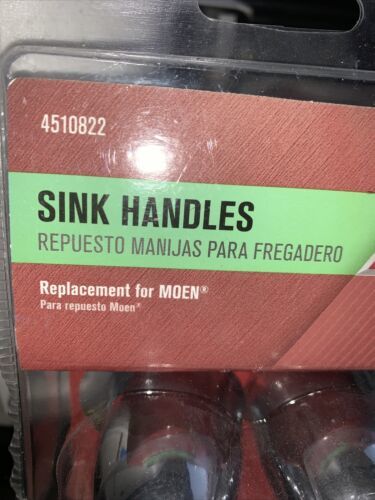 4510822
SINK HANDLES
REPUESTO MANIJAS PARA FREGADERO
Replacement for MOEN®
Para repuesto Moen®